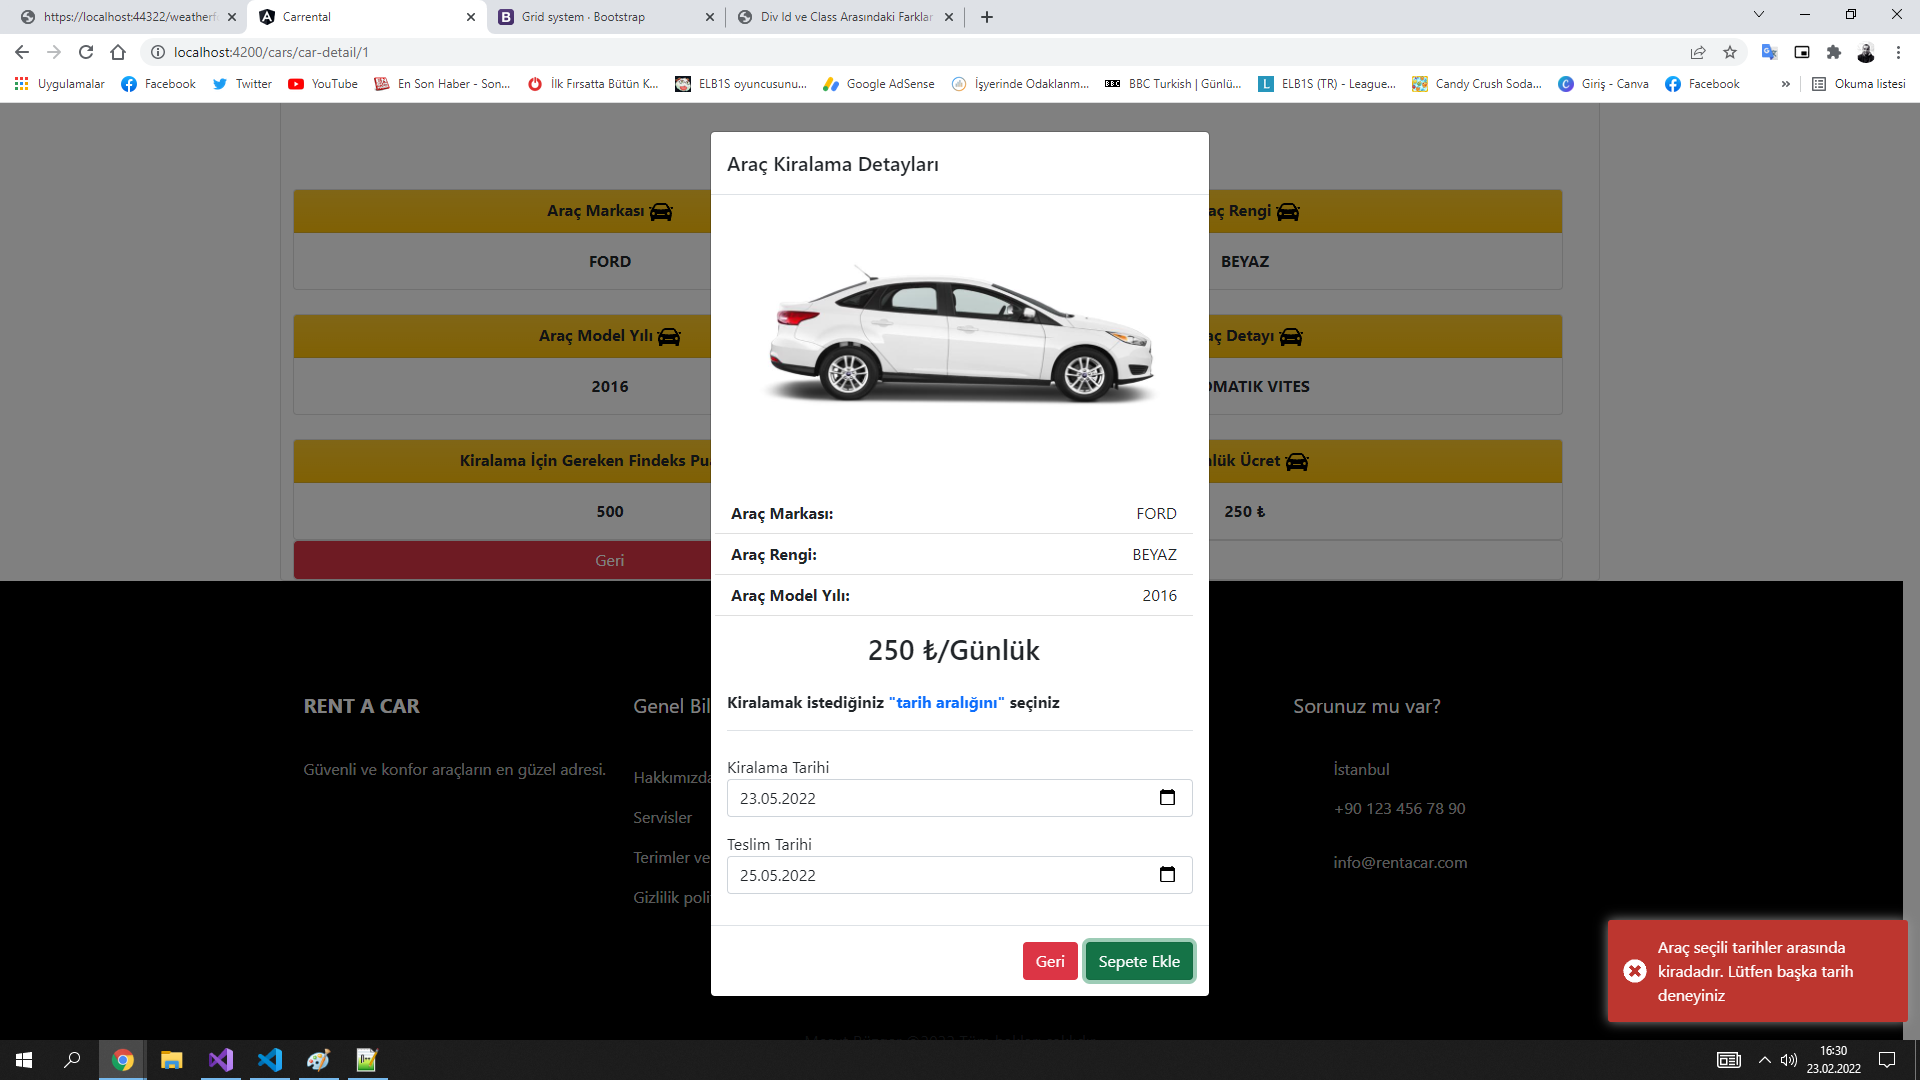 https://localhost:44322/weatherf
Carrental
Grid system · Bootstrap
Div Id ve Class Arasındaki Farklar
localhost:4200/cars/car-detail/1
Uygulamalar
Facebook
Twitter
YouTube
En Son Haber - Son...
İlk Fırsatta Bütün K...
ELB1S oyuncusunu...
Google AdSense
İşyerinde Odaklanm...
BBC
BBC Turkish | Günlü...
L
ELB1S (TR) - League...
Candy Crush Soda...
Giriş - Canva
Facebook
»
Okuma listesi
Araç Kiralama Detayları
Araç Markası
aç Rengi
FORD
BEYAZ
Araç Model Yılı
aç Detayı
2016
OMATIK VITES
Kiralama İçin Gereken Findeks Pua
lük Ücret
500
250 ₺
Geri
Araç Markası: FORD
Araç Rengi: BEYAZ
Araç Model Yılı: 2016
250 ₺/Günlük
Kiralamak istediğiniz "tarih aralığını" seçiniz
Kiralama Tarihi
23.05.2022
Teslim Tarihi
25.05.2022
Geri
Sepete Ekle
RENT A CAR
Güvenli ve konfor araçların en güzel adresi.
Genel Bil
Hakkımızda
Servisler
Terimler ve
Gizlilik poli
Sorunuz mu var?
İstanbul
+90 123 456 78 90
info@rentacar.com
Araç seçili tarihler arasında
kiradadır. Lütfen başka tarih
deneyiniz
16:30
23.02.2022